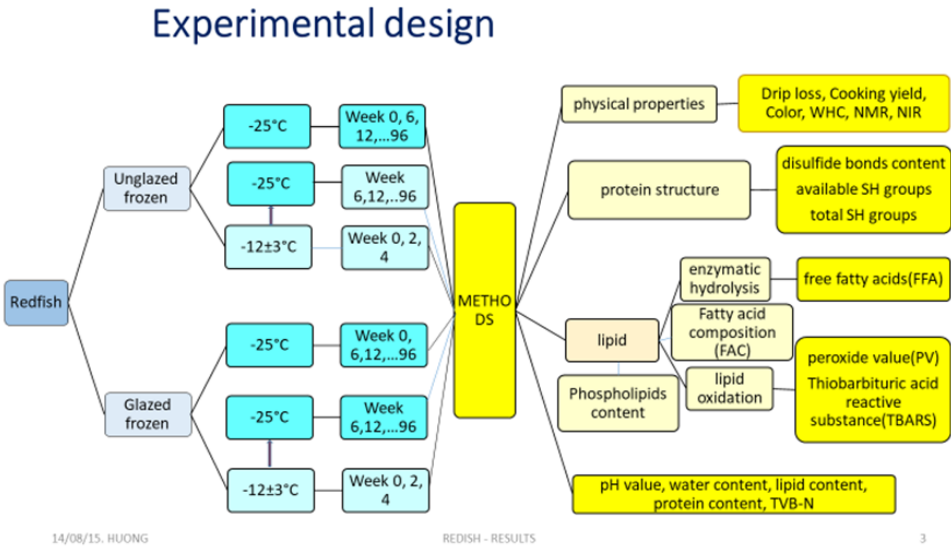 Experimental design
Redfish
Unglazed
frozen
-25°C
Week 0, 6,
12,...96
-25°C
Week
6,12,..96
-12±3°C
Week 0, 2,
4
Glazed
frozen
-25°C
Week 0,
6,12,...96
-25°C
Week
6,12,...96
-12±3°C
Week 0, 2,
4
METHO
DS
physical properties
Drip loss, Cooking yield,
Color, WHC, NMR, NIR
protein structure
disulfide bonds content
available SH groups
total SH groups
lipid
enzymatic
hydrolysis
free fatty acids(FFA)
Fatty acid
composition
(FAC)
lipid
oxidation
peroxide value(PV)
Thiobarbituric acid
reactive
substance(TBARS)
Phospholipids
content
pH value, water content, lipid content,
protein content, TVB-N
14/08/15. HUONG
REDISH - RESULTS
3